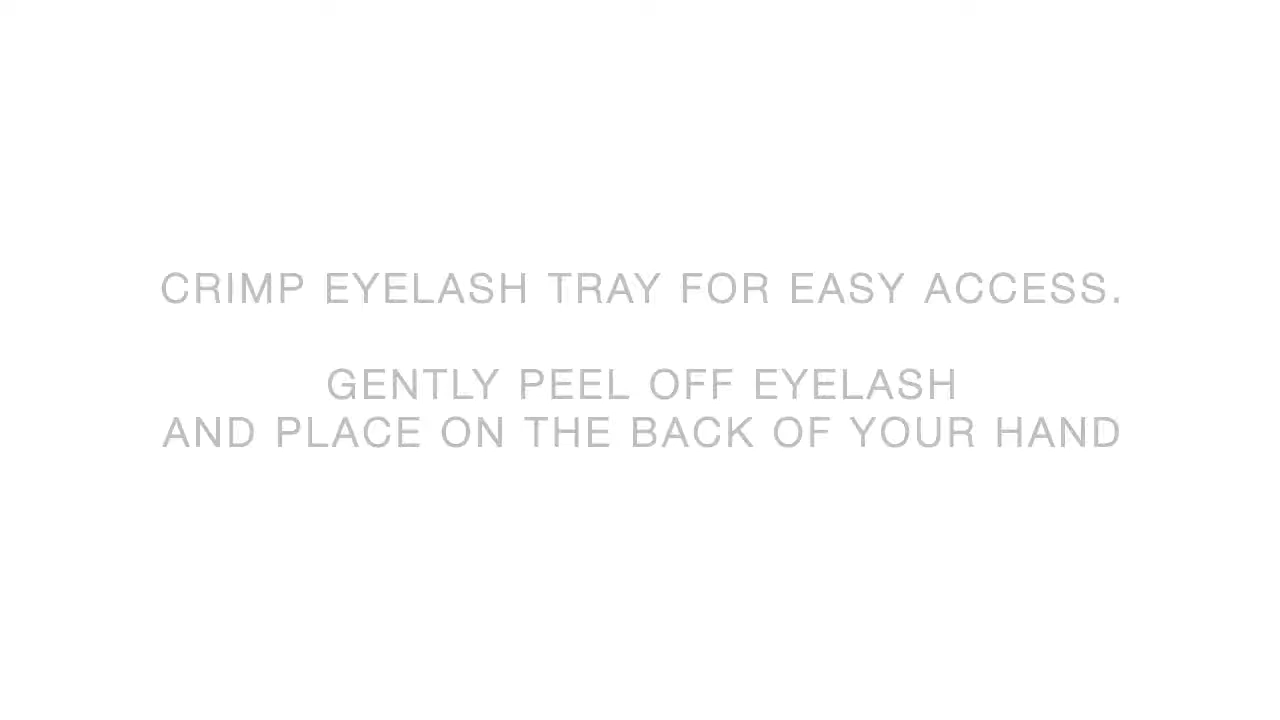 CRIMP EYELASH TRAY FOR EASY ACCESS.
GENTLY PEEL OFF EYELASH
AND PLACE ON THE BACK OF YOUR HAND